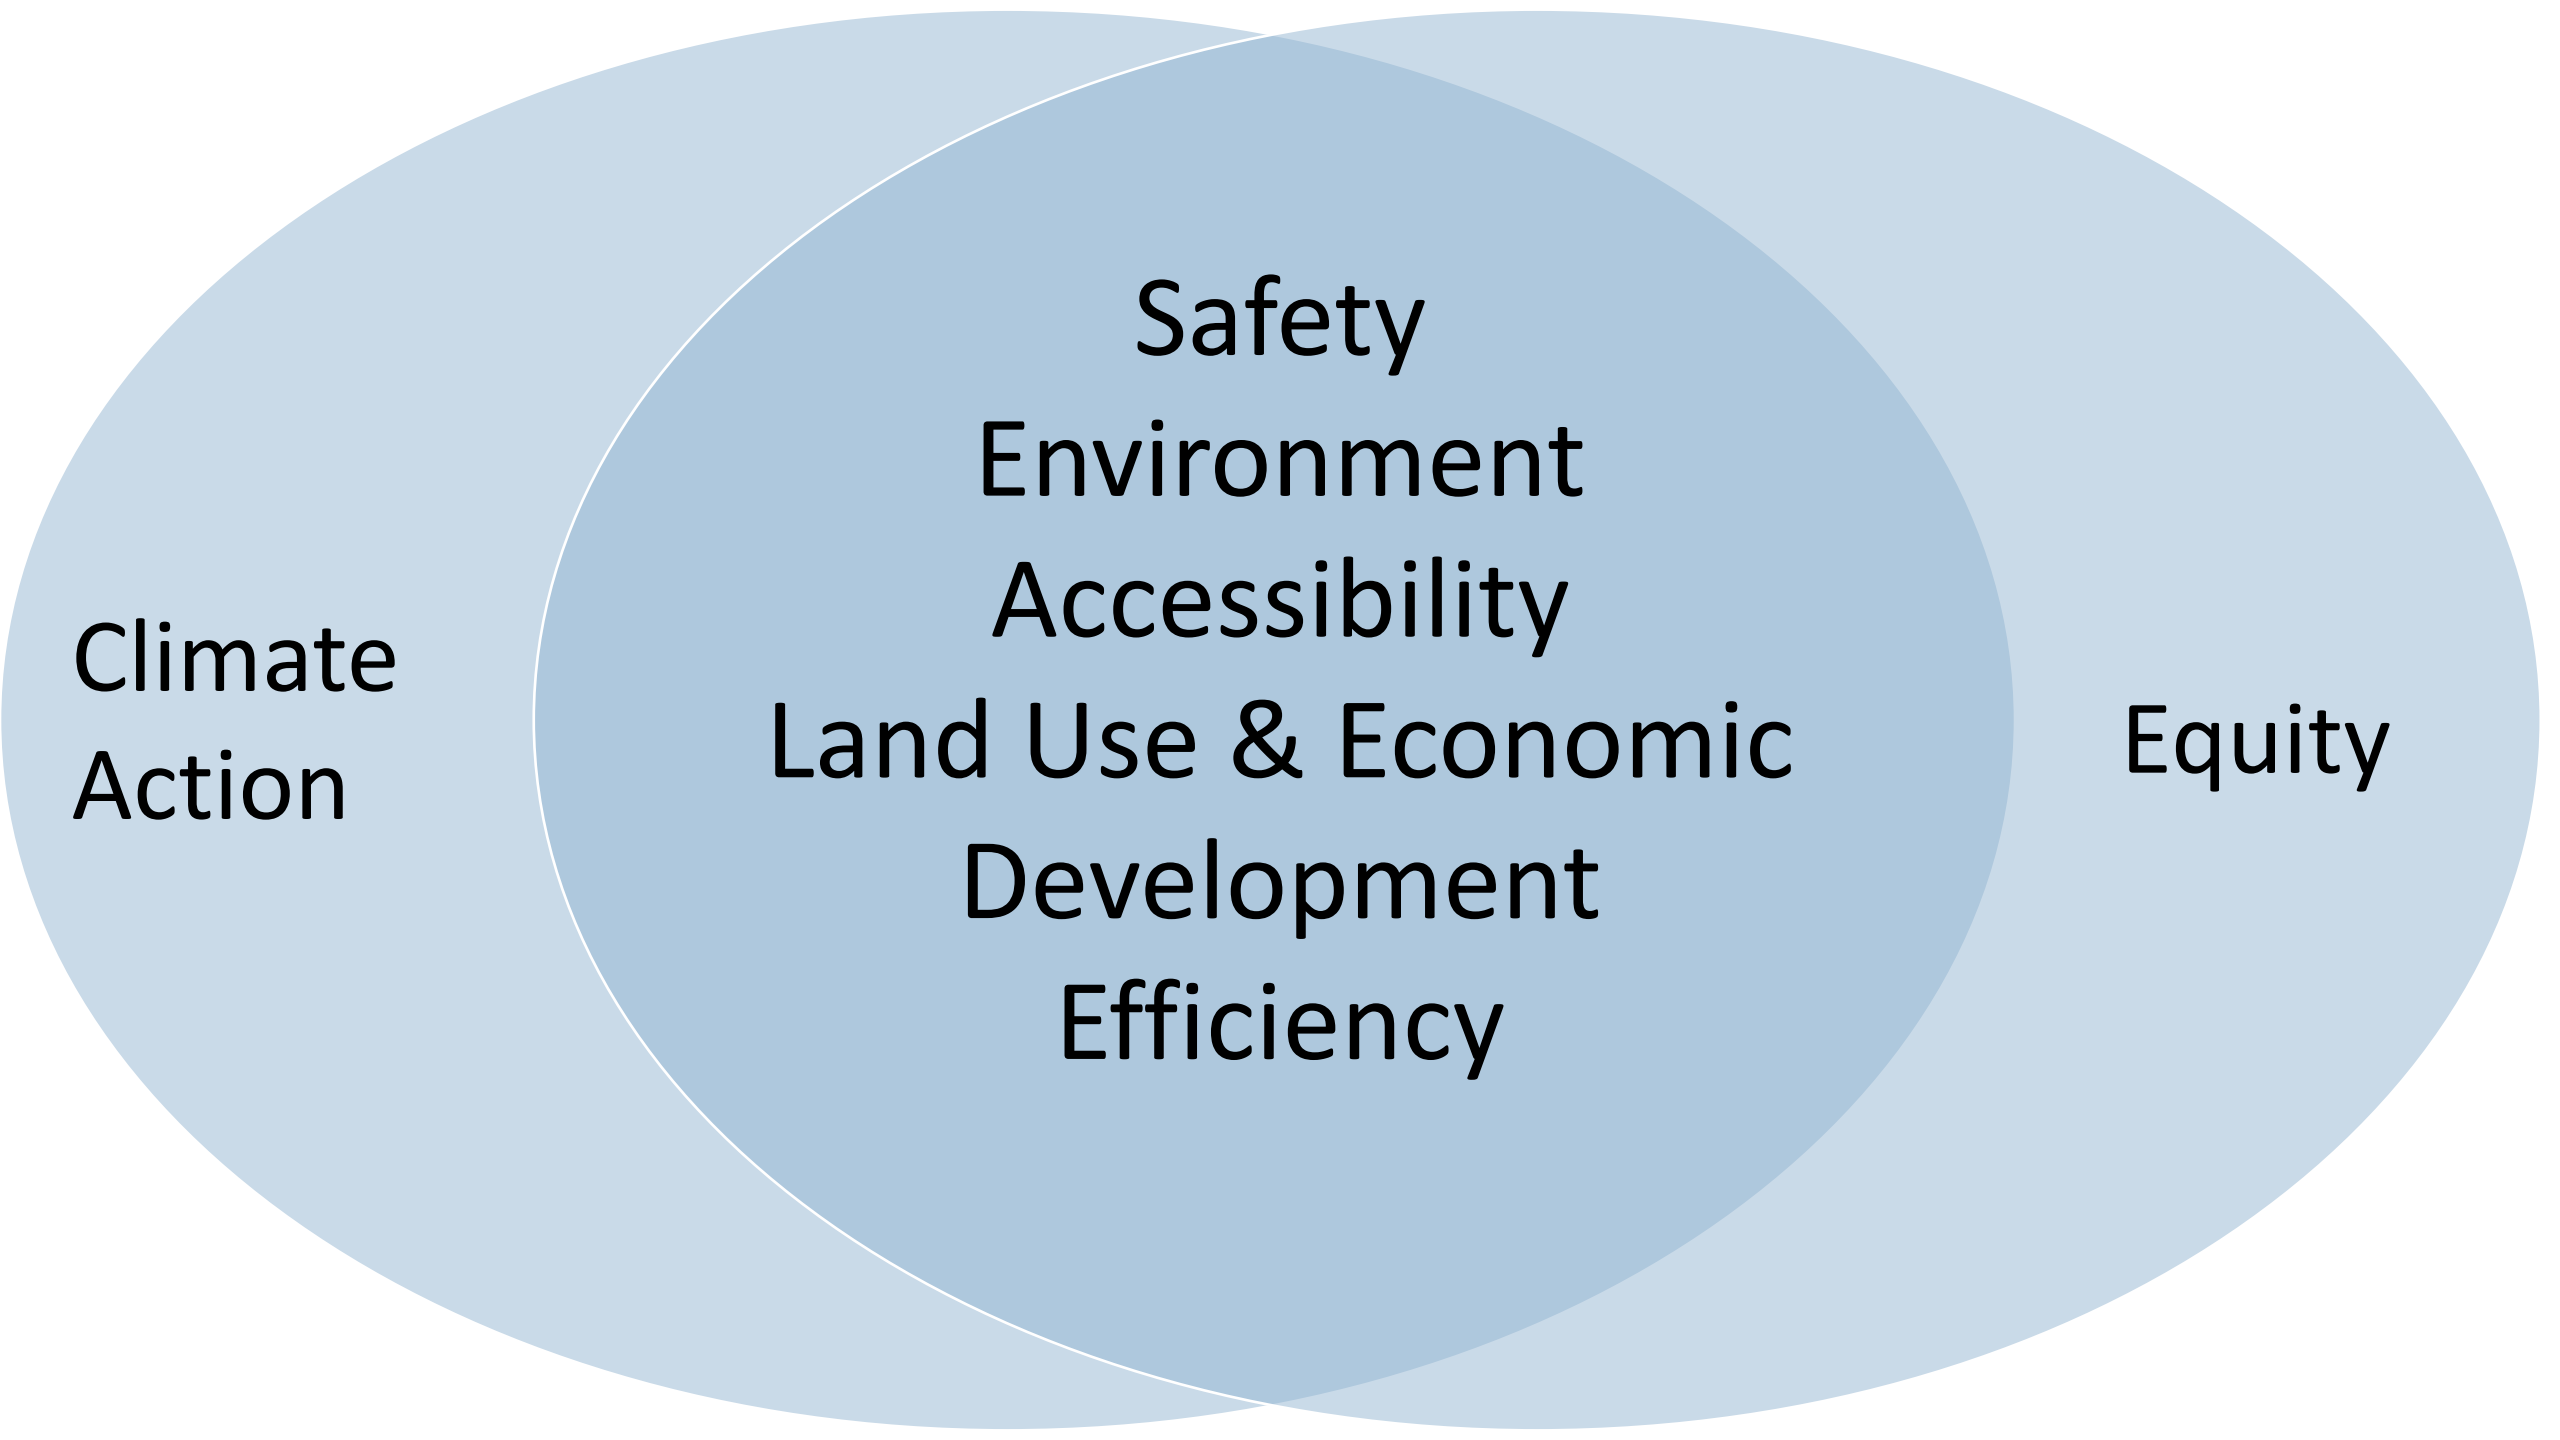 Climate
Action
Safety
Environment
Accessibility
Land Use & Economic
Development
Efficiency
Equity